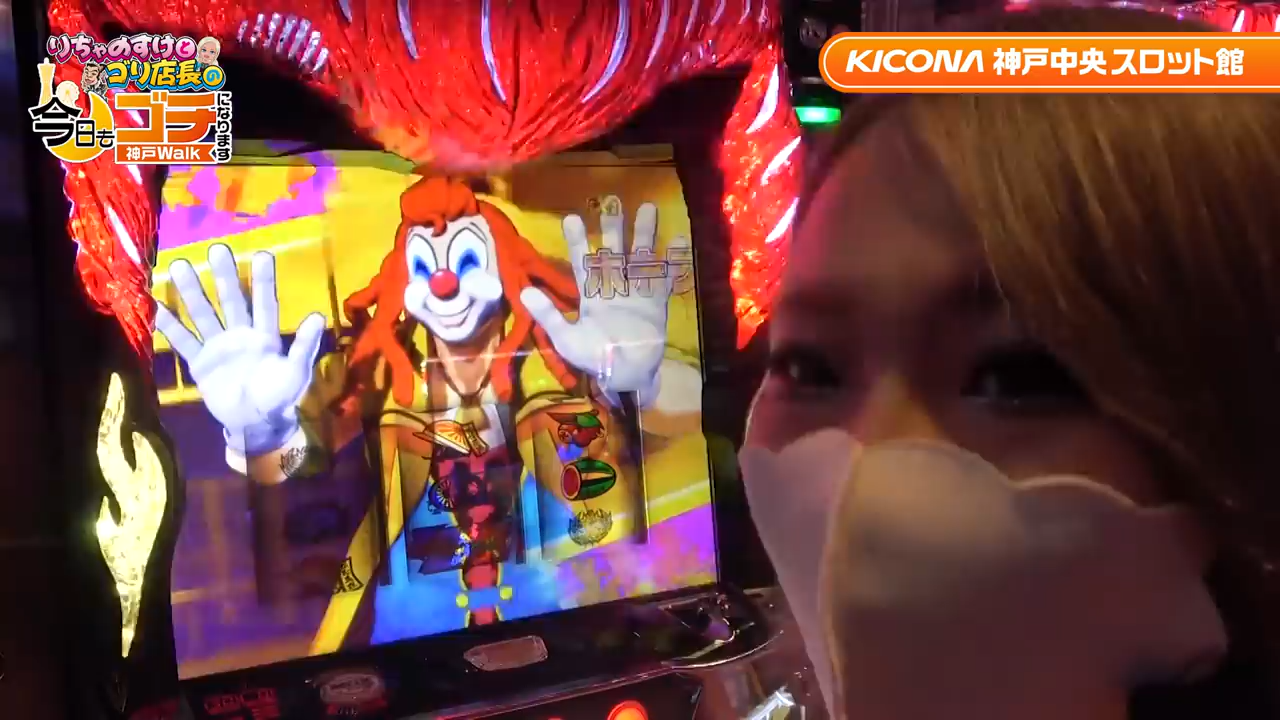 りちゃのすけと
ゴリ店長の
今日も
ゴチ
になります
神戸Walk
KICONA 神戸中央スロット館